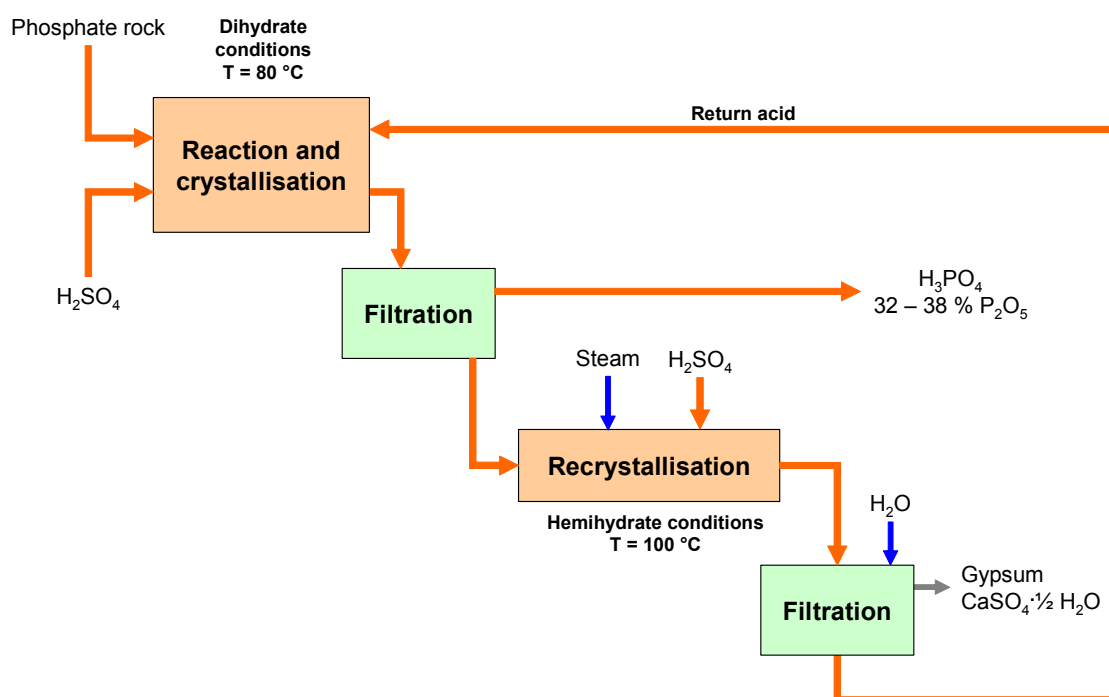 Phosphate rock
Dihydrate
conditions
T = 80 °C
Reaction and
crystallisation
Return acid
H₂SO₄
Filtration
H₃PO₄
32 – 38 % P₂O₅
Steam
H₂SO₄
Recrystallisation
Hemihydrate conditions
T = 100 °C
H₂O
Filtration
Gypsum
CaSO₄·½ H₂O